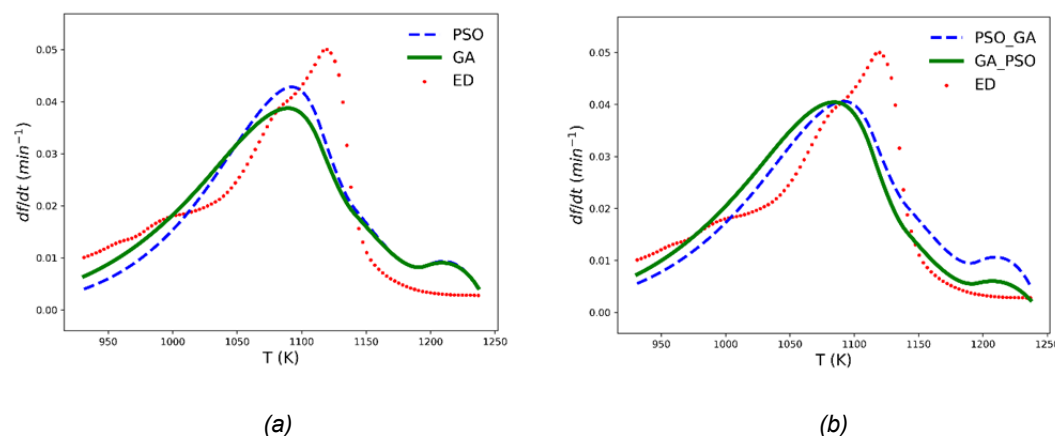 PSO
GA
ED
0.05
0.04
0.03
0.02
0.01
0.00
df/dt (min⁻¹)
950 1000 1050 1100 1150 1200 1250
T (K)
(a)
PSO_GA
GA_PSO
ED
0.05
0.04
0.03
0.02
0.01
0.00
df/dt (min⁻¹)
950 1000 1050 1100 1150 1200 1250
T (K)
(b)